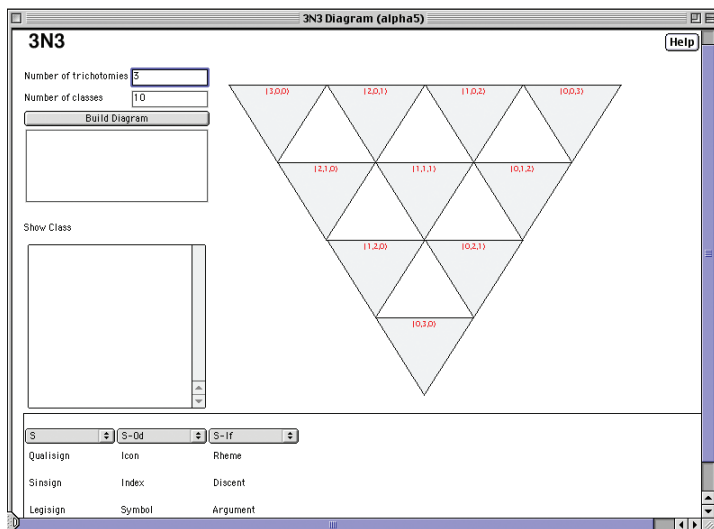 3N3 Diagram (alpha5)
3N3
Help
Number of trichotomies 3
Number of classes 10
Build Diagram
(3,0,0) (2,0,1) (1,0,2) (0,0,3)
(2,1,0) (1,1,1) (0,1,2)
Show Class
(1,2,0) (0,2,1)
(0,3,0)
S S-Od S-If
Qualisign Icon Rheme
Sinsign Index Discent
Legisign Symbol Argument